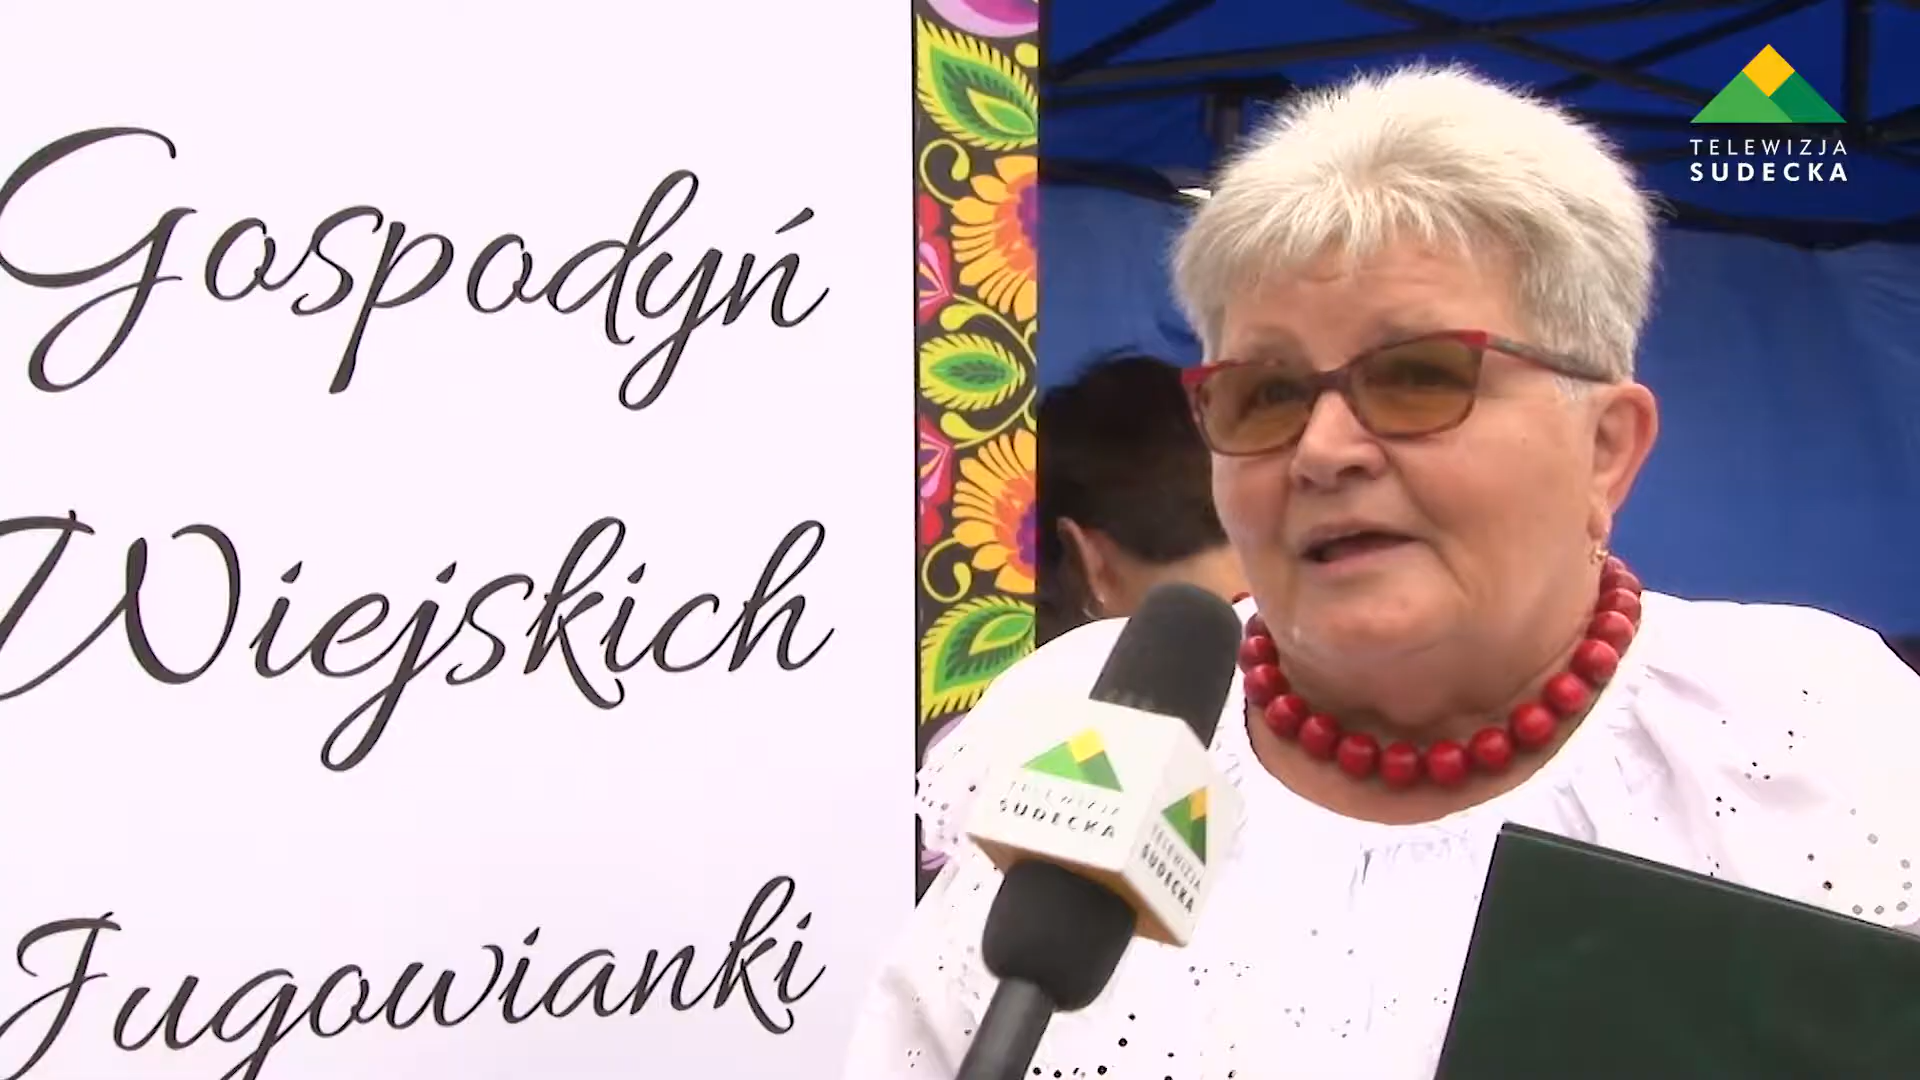 Gospodyń
Wiejskich
Jugowianki
TELEWIZJA
SUDECKA
TELEWIZJA
SUDECKA
TELEWIZJA
SUDECKA